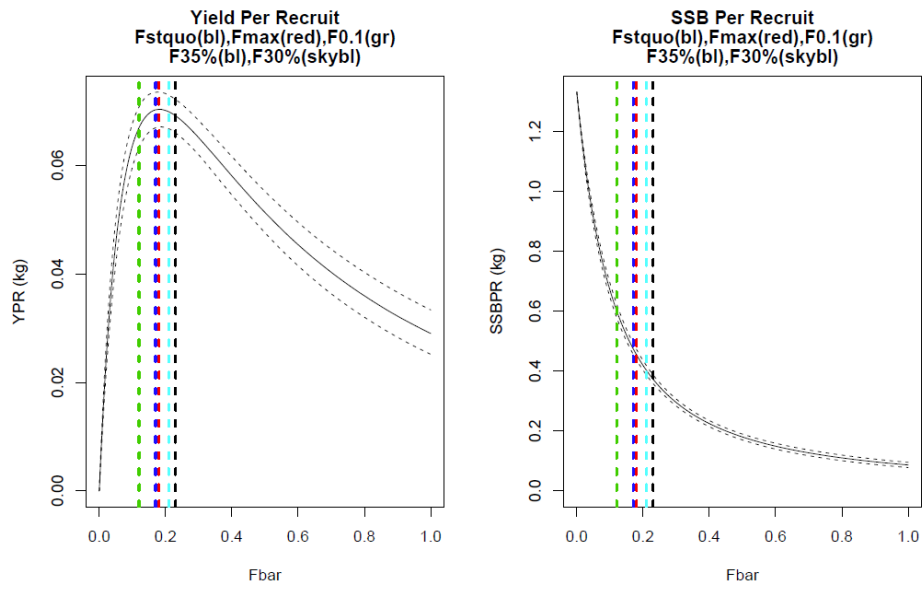 Yield Per Recruit
Fstquo(bl),Fmax(red),F0.1(gr)
F35%(bl),F30%(skybl)
YPR (kg)
0.06
0.04
0.02
0.00
0.0 0.2 0.4 0.6 0.8 1.0
Fbar
SSB Per Recruit
Fstquo(bl),Fmax(red),F0.1(gr)
F35%(bl),F30%(skybl)
SSBPR (kg)
1.2
1.0
0.8
0.6
0.4
0.2
0.0
0.0 0.2 0.4 0.6 0.8 1.0
Fbar